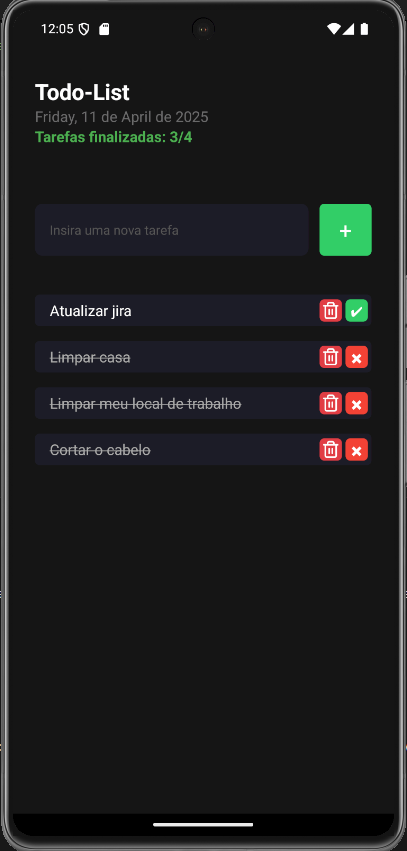 12:05
Todo-List
Friday, 11 de April de 2025
Tarefas finalizadas: 3/4
Insira uma nova tarefa
+
Atualizar jira
Limpar casa
Limpar meu local de trabalho
Cortar o cabelo